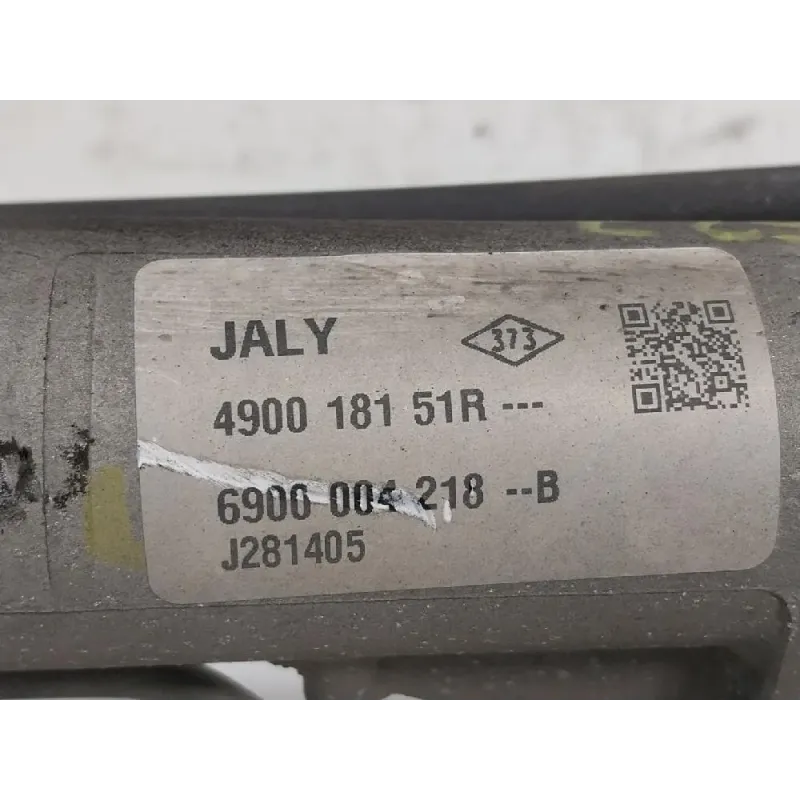 JALY
373
4900 181 51R ---
6900 004 218 --B
J281405